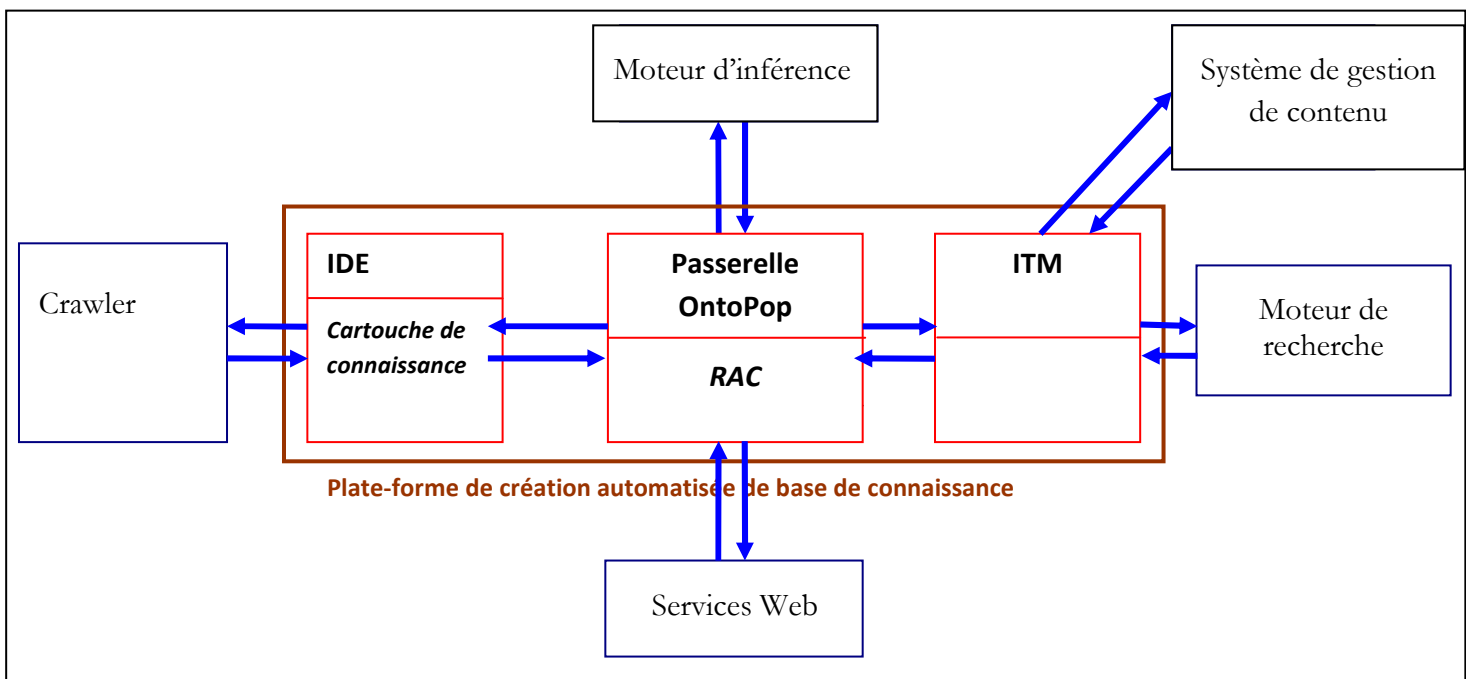 Moteur d'inférence
Système de gestion
de contenu
Crawler
IDE
Cartouche de
connaissance
Passerelle
OntoPop
RAC
ITM
Moteur de
recherche
Plate-forme de création automatisée de base de connaissance
Services Web